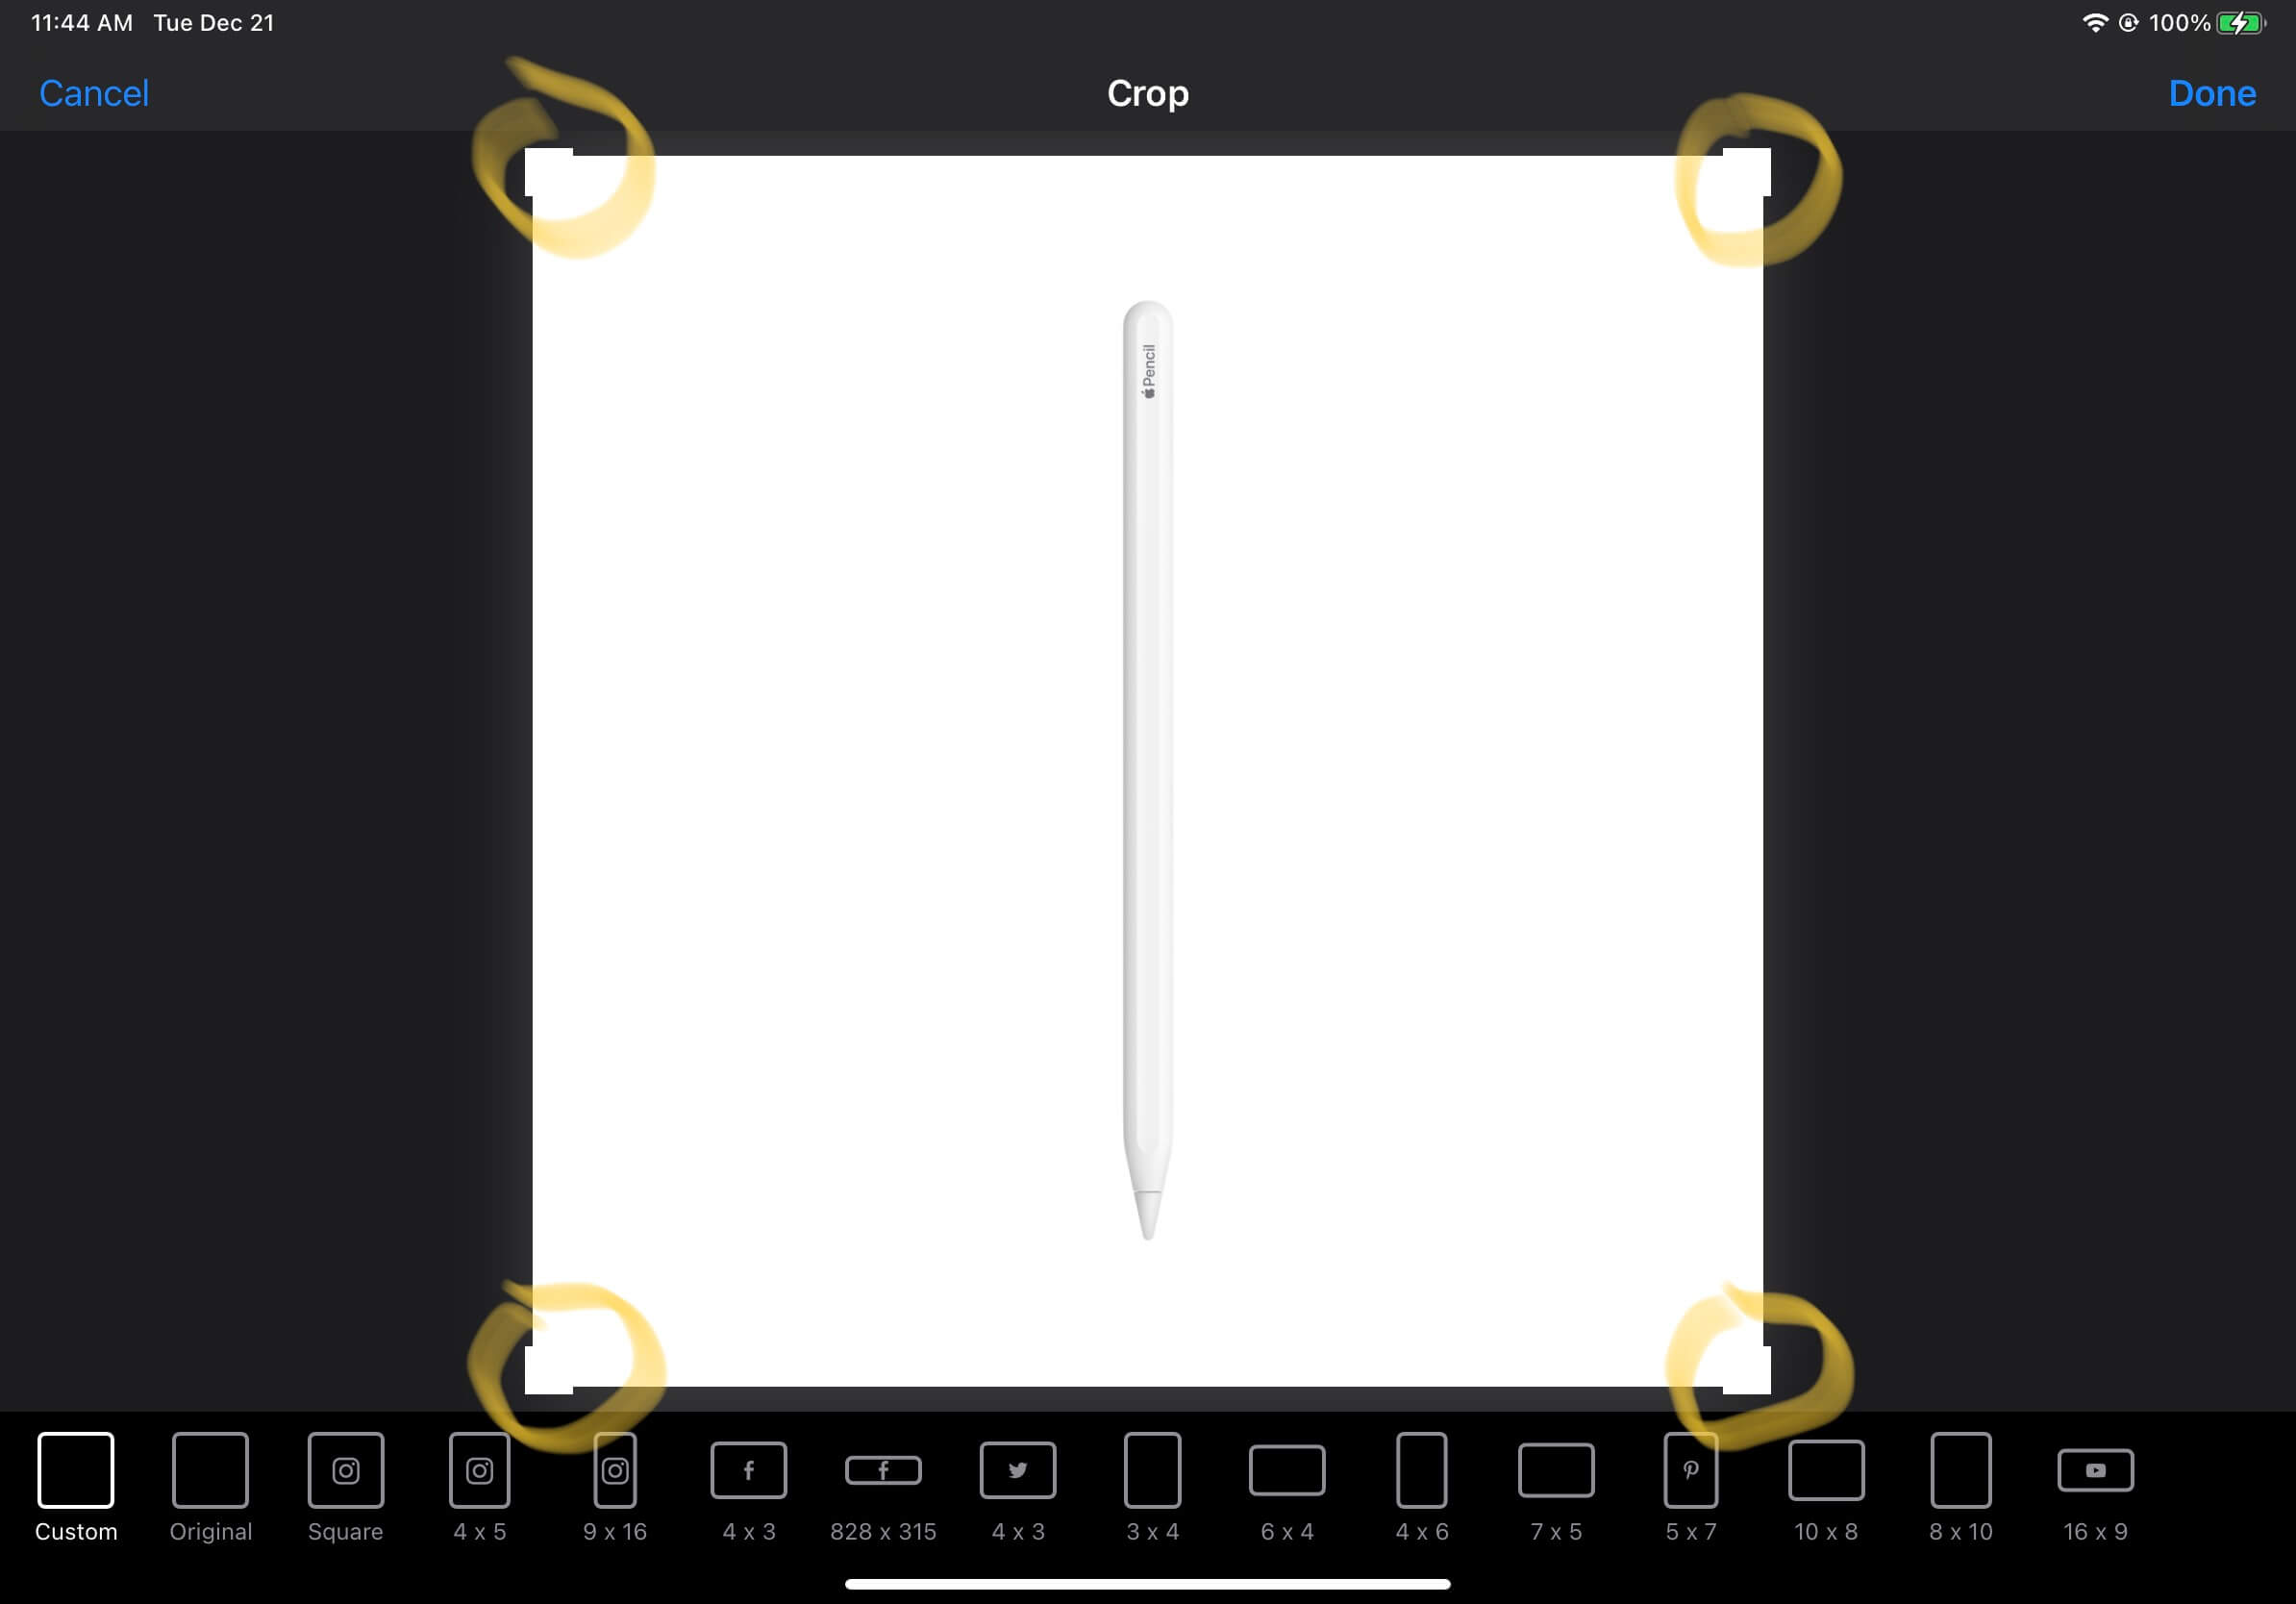 11:44 AM Tue Dec 21
100%
Cancel
Crop
Done
Pencil
Custom
Original
Square
4 x 5
9 x 16
4 x 3
828 x 315
4 x 3
3 x 4
6 x 4
4 x 6
7 x 5
5 x 7
10 x 8
8 x 10
16 x 9